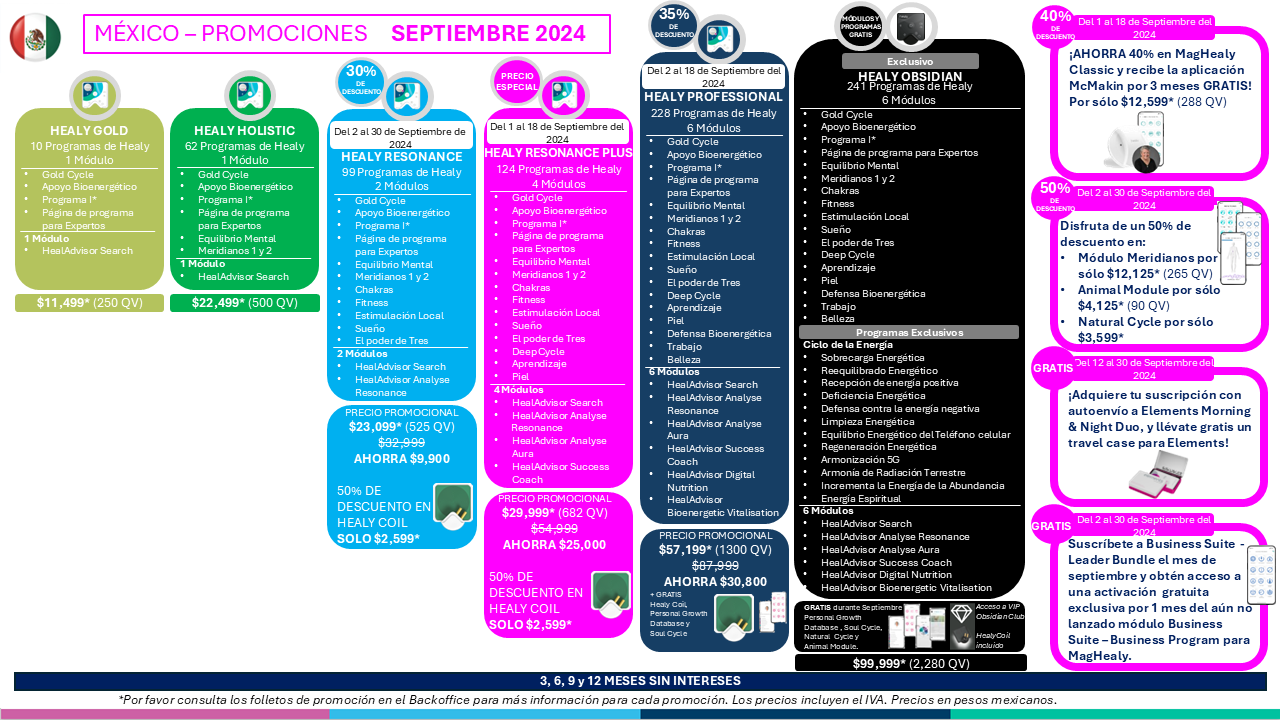 MÉXICO – PROMOCIONES SEPTIEMBRE 2024
HEALY GOLD
10 Programas de Healy
1 Módulo
• Gold Cycle
• Apoyo Bioenergético
• Programa I*
• Página de programa
para Expertos
1 Módulo
• HealAdvisor Search
$11,499* (250 QV)
HEALY HOLISTIC
62 Programas de Healy
1 Módulo
• Gold Cycle
• Apoyo Bioenergético
• Programa I*
• Página de programa
para Expertos
• Equilibrio Mental
• Meridianos 1 y 2
1 Módulo
• HealAdvisor Search
$22,499* (500 QV)
30%
DE
DESCUENTO
Del 2 al 30 de Septiembre de
2024
HEALY RESONANCE
99 Programas de Healy
2 Módulos
• Gold Cycle
• Apoyo Bioenergético
• Programa I*
• Página de programa
para Expertos
• Equilibrio Mental
• Meridianos 1 y 2
• Chakras
• Fitness
• Estimulación Local
• Sueño
• El poder de Tres
2 Módulos
• HealAdvisor Search
• HealAdvisor Analyse
Resonance
PRECIO PROMOCIONAL
$23,099* (525 QV)
$32,999
AHORRA $9,900
50% DE
DESCUENTO EN
HEALY COIL
SOLO $2,599*
PRECIO
ESPECIAL
Del 1 al 18 de Septiembre del
2024
HEALY RESONANCE PLUS
124 Programas de Healy
4 Módulos
• Gold Cycle
• Apoyo Bioenergético
• Programa I*
• Página de programa
para Expertos
• Equilibrio Mental
• Meridianos 1 y 2
• Chakras
• Fitness
• Estimulación Local
• Sueño
• El poder de Tres
• Deep Cycle
• Aprendizaje
• Piel
4 Módulos
• HealAdvisor Search
• HealAdvisor Analyse
Resonance
• HealAdvisor Analyse
Aura
• HealAdvisor Success
Coach
PRECIO PROMOCIONAL
$29,999* (682 QV)
$54,999
AHORRA $25,000
50% DE
DESCUENTO EN
HEALY COIL
SOLO $2,599*
35%
DE
DESCUENTO
Del 2 al 18 de Septiembre del
2024
HEALY PROFESSIONAL
228 Programas de Healy
6 Módulos
• Gold Cycle
• Apoyo Bioenergético
• Programa I*
• Página de programa
para Expertos
• Equilibrio Mental
• Meridianos 1 y 2
• Chakras
• Fitness
• Estimulación Local
• Sueño
• El poder de Tres
• Deep Cycle
• Aprendizaje
• Piel
• Defensa Bioenergética
• Trabajo
• Belleza
6 Módulos
• HealAdvisor Search
• HealAdvisor Analyse
Resonance
• HealAdvisor Analyse
Aura
• HealAdvisor Success
Coach
• HealAdvisor Digital
Nutrition
• HealAdvisor
Bioenergetic Vitalisation
PRECIO PROMOCIONAL
$57,199* (1300 QV)
$87,999
AHORRA $30,800
+ GRATIS
Healy Coil,
Personal Growth
Database y
Soul Cycle
MÓDULOS Y
PROGRAMAS
GRATIS
Exclusivo
HEALY OBSIDIAN
241 Programas de Healy
6 Módulos
• Gold Cycle
• Apoyo Bioenergético
• Programa I*
• Página de programa para Expertos
• Equilibrio Mental
• Meridianos 1 y 2
• Chakras
• Fitness
• Estimulación Local
• Sueño
• El poder de Tres
• Deep Cycle
• Aprendizaje
• Piel
• Defensa Bioenergética
• Trabajo
• Belleza
Programas Exclusivos
Ciclo de la Energía
• Sobrecarga Energética
• Reequilibrado Energético
• Recepción de energía positiva
• Deficiencia Energética
• Defensa contra la energía negativa
• Limpieza Energética
• Equilibrio Energético del Teléfono celular
• Regeneración Energética
• Armonización 5G
• Armonía de Radiación Terrestre
• Incrementa la Energía de la Abundancia
• Energía Espiritual
6 Módulos
• HealAdvisor Search
• HealAdvisor Analyse Resonance
• HealAdvisor Analyse Aura
• HealAdvisor Success Coach
• HealAdvisor Digital Nutrition
• HealAdvisor Bioenergetic Vitalisation
GRATIS durante Septiembre
Personal Growth
Database , Soul Cycle,
Natural Cycle y
Animal Module.
Acceso a VIP
Obsidian Club
HealyCoil
incluido
$99,999* (2,280 QV)
40%
DE
DESCUENTO
Del 1 al 18 de Septiembre del
2024
¡AHORRA 40% en MagHealy
Classic y recibe la aplicación
McMakin por 3 meses GRATIS!
Por sólo $12,599* (288 QV)
50%
DE
DESCUENTO
Del 2 al 30 de Septiembre del
2024
Disfruta de un 50% de
descuento en:
• Módulo Meridianos por
sólo $12,125* (265 QV)
• Animal Module por sólo
$4,125* (90 QV)
• Natural Cycle por sólo
$3,599*
GRATIS
Del 12 al 30 de Septiembre del
2024
¡Adquiere tu suscripción con
autoenvío a Elements Morning
& Night Duo, y llévate gratis un
travel case para Elements!
GRATIS
Del 2 al 30 de Septiembre del
2024
Suscríbete a Business Suite -
Leader Bundle el mes de
septiembre y obtén acceso a
una activación gratuita
exclusiva por 1 mes del aún no
lanzado módulo Business
Suite – Business Program para
MagHealy.
3, 6, 9 y 12 MESES SIN INTERESES
*Por favor consulta los folletos de promoción en el Backoffice para más información para cada promoción. Los precios incluyen el IVA. Precios en pesos mexicanos.